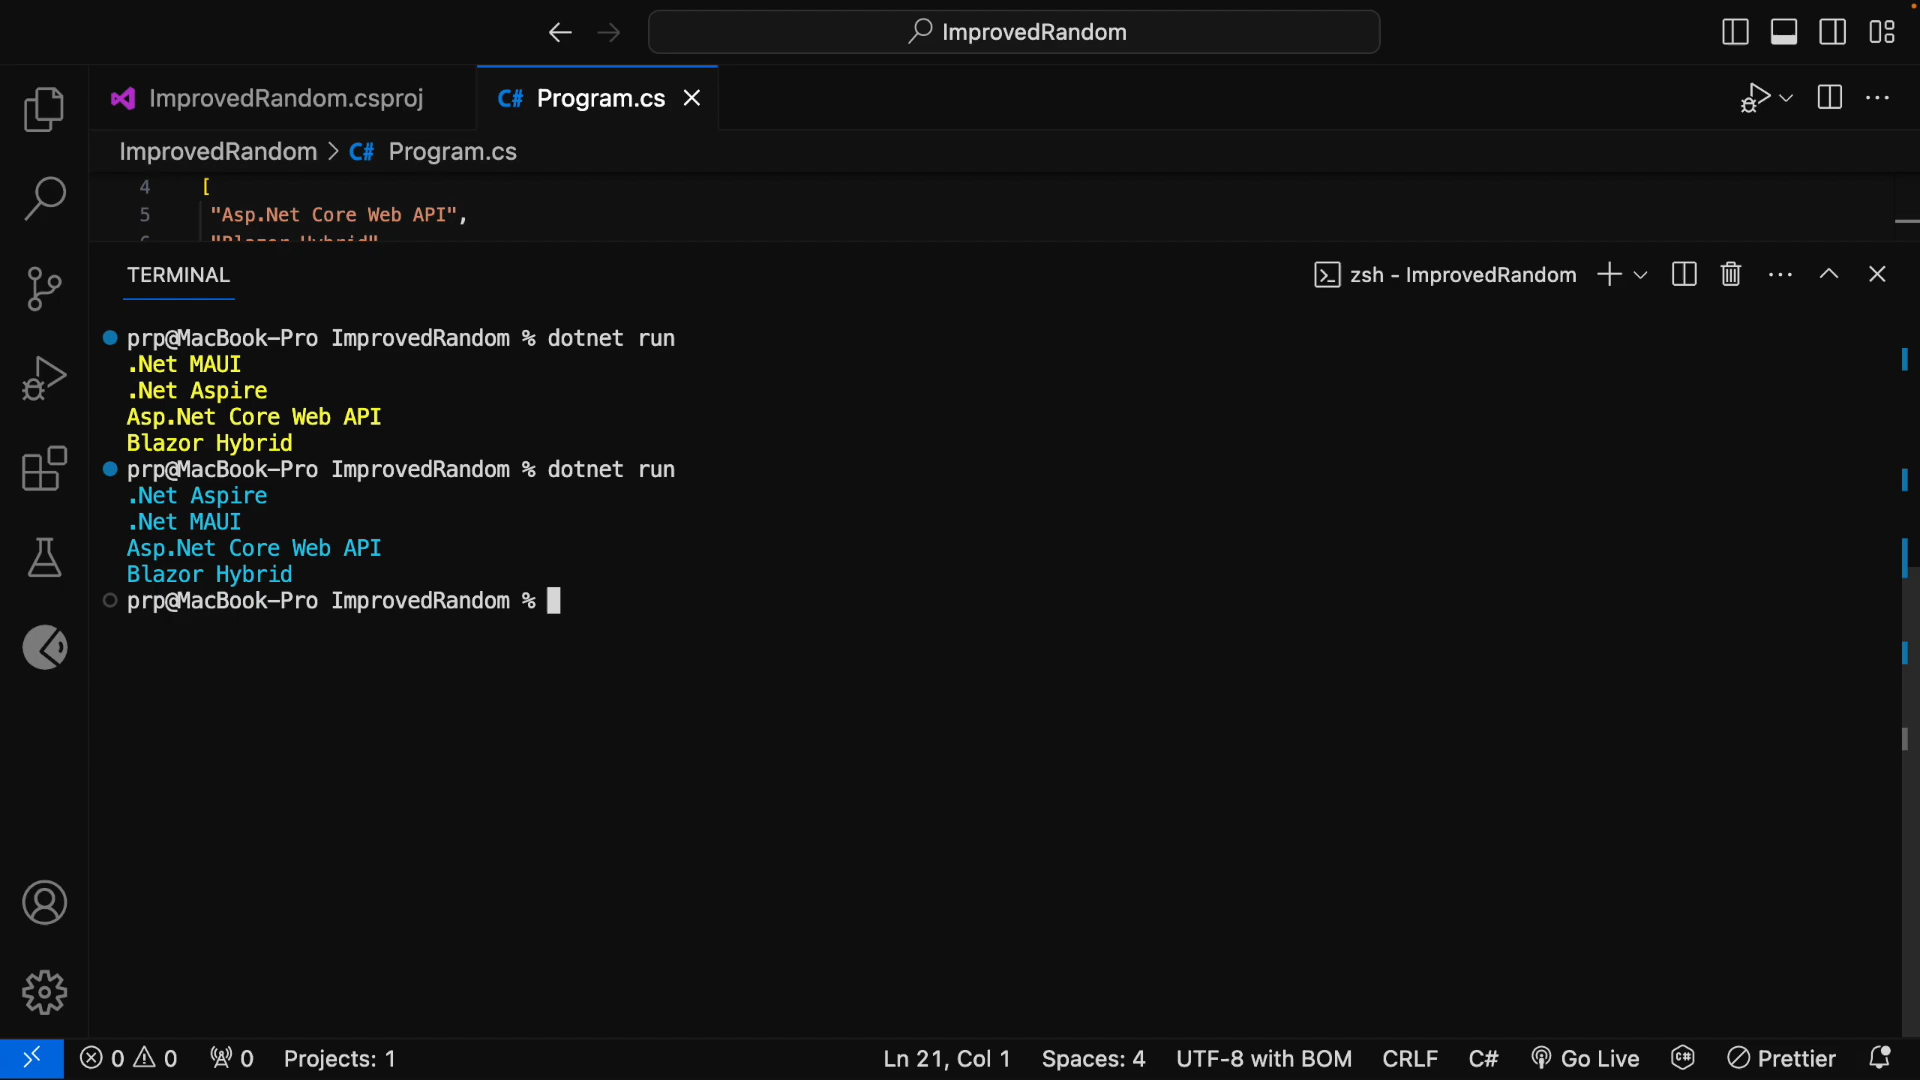 ImprovedRandom
ImprovedRandom.csproj
C# Program.cs
ImprovedRandom > C# Program.cs
4 [
5 "Asp.Net Core Web API",
"Blazor Hybrid"
TERMINAL
zsh - ImprovedRandom
prp@MacBook-Pro ImprovedRandom % dotnet run
.Net MAUI
.Net Aspire
Asp.Net Core Web API
Blazor Hybrid
prp@MacBook-Pro ImprovedRandom % dotnet run
.Net Aspire
.Net MAUI
Asp.Net Core Web API
Blazor Hybrid
prp@MacBook-Pro ImprovedRandom %
0 0 0 Projects: 1 Ln 21, Col 1 Spaces: 4 UTF-8 with BOM CRLF C# Go Live Prettier